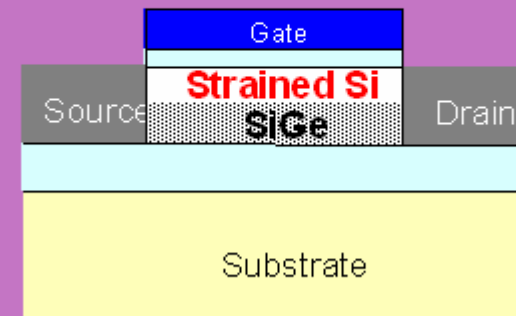 Gate
Strained Si
Source
SiGe
Drain
Substrate